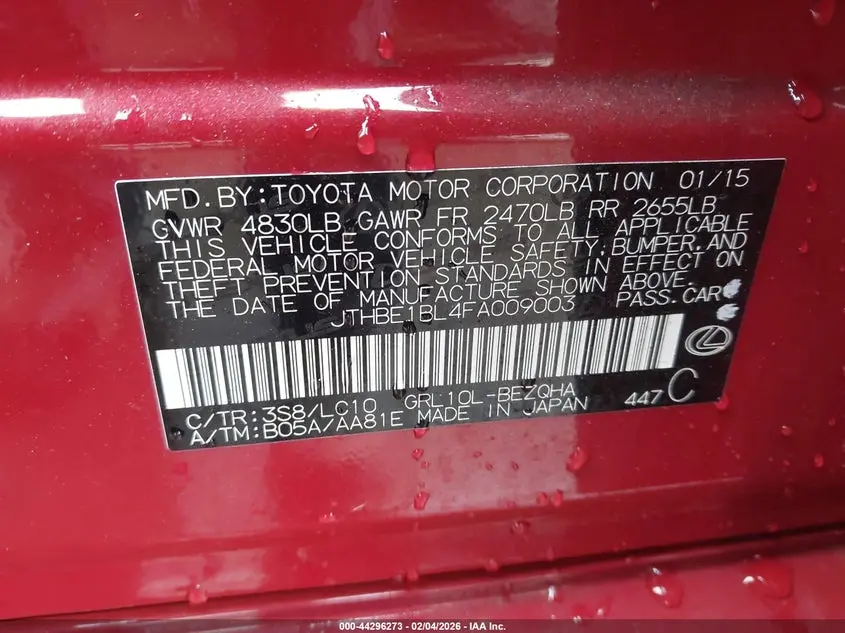 MFD. BY: TOYOTA MOTOR CORPORATION 01/15
GVWR 4830LB GAWR FR 2470LB RR 2655LB
THIS VEHICLE CONFORMS TO ALL APPLICABLE
FEDERAL MOTOR VEHICLE SAFETY, BUMPER, AND
THEFT PREVENTION STANDARDS IN EFFECT ON
THE DATE OF MANUFACTURE SHOWN ABOVE.
JTHBE1BL4FA009003 PASS. CAR
C/TR: 3S8/LC10 GRL10L-BEZQHA
A/TM: B05A/AA81E MADE IN JAPAN 447 C
000-44296273 - 02/04/2026 - IAA Inc.